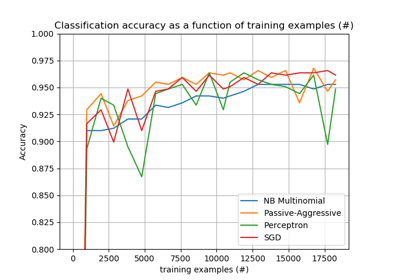 Classification accuracy as a function of training examples (#)
1.000
0.975
0.950
0.925
0.900
0.875
0.850
0.825
0.800
Accuracy
NB Multinomial
Passive-Aggressive
Perceptron
SGD
0 2500 5000 7500 10000 12500 15000 17500
training examples (#)